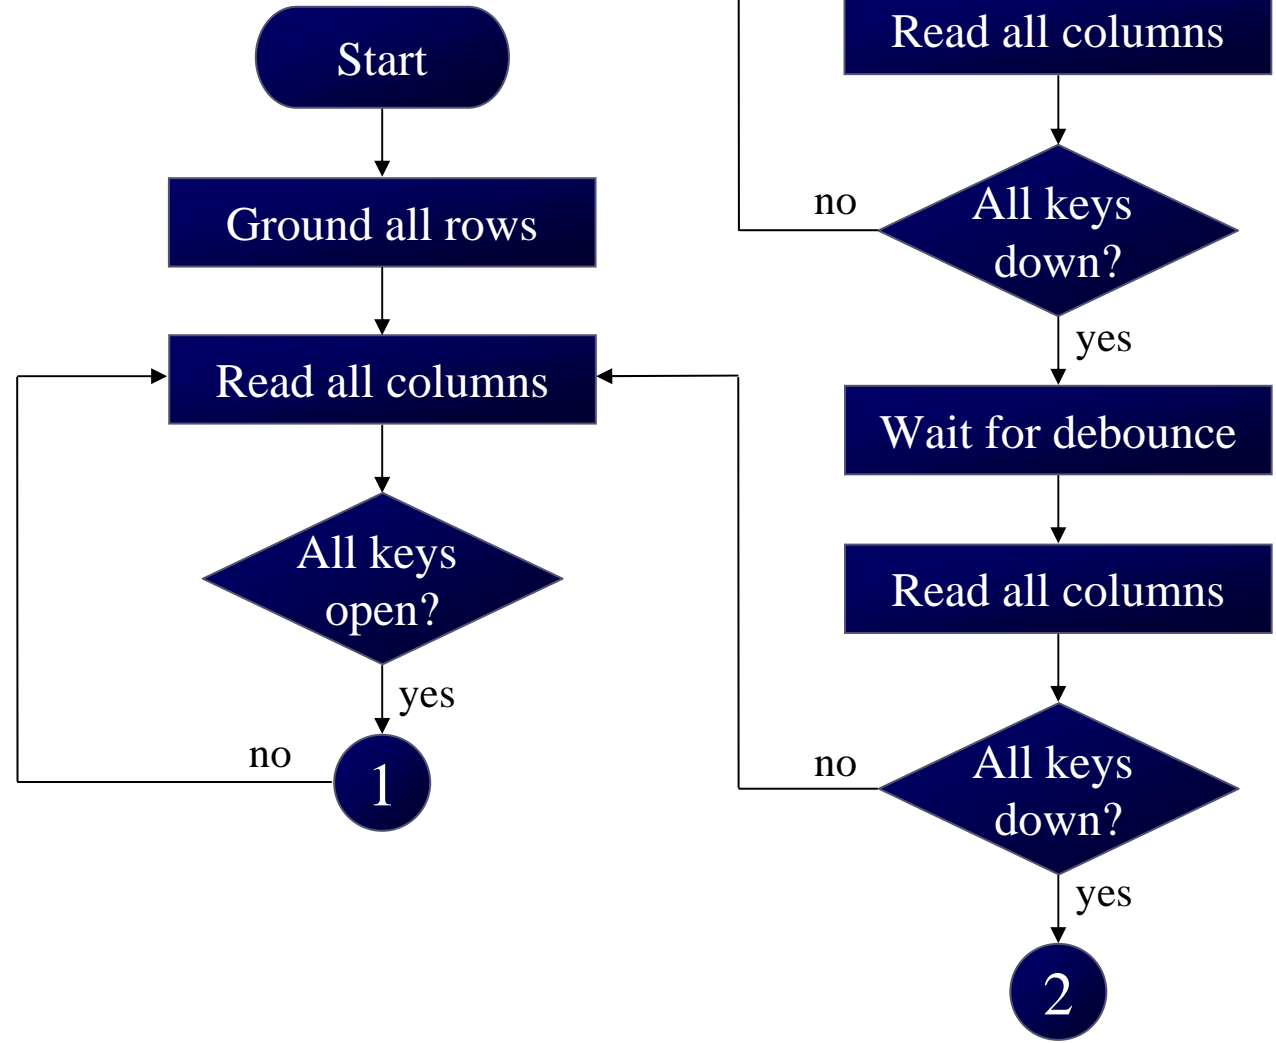 Start
Ground all rows
Read all columns
All keys
open?
yes
no
1
Read all columns
All keys
down?
no
yes
Wait for debounce
Read all columns
All keys
down?
no
yes
2